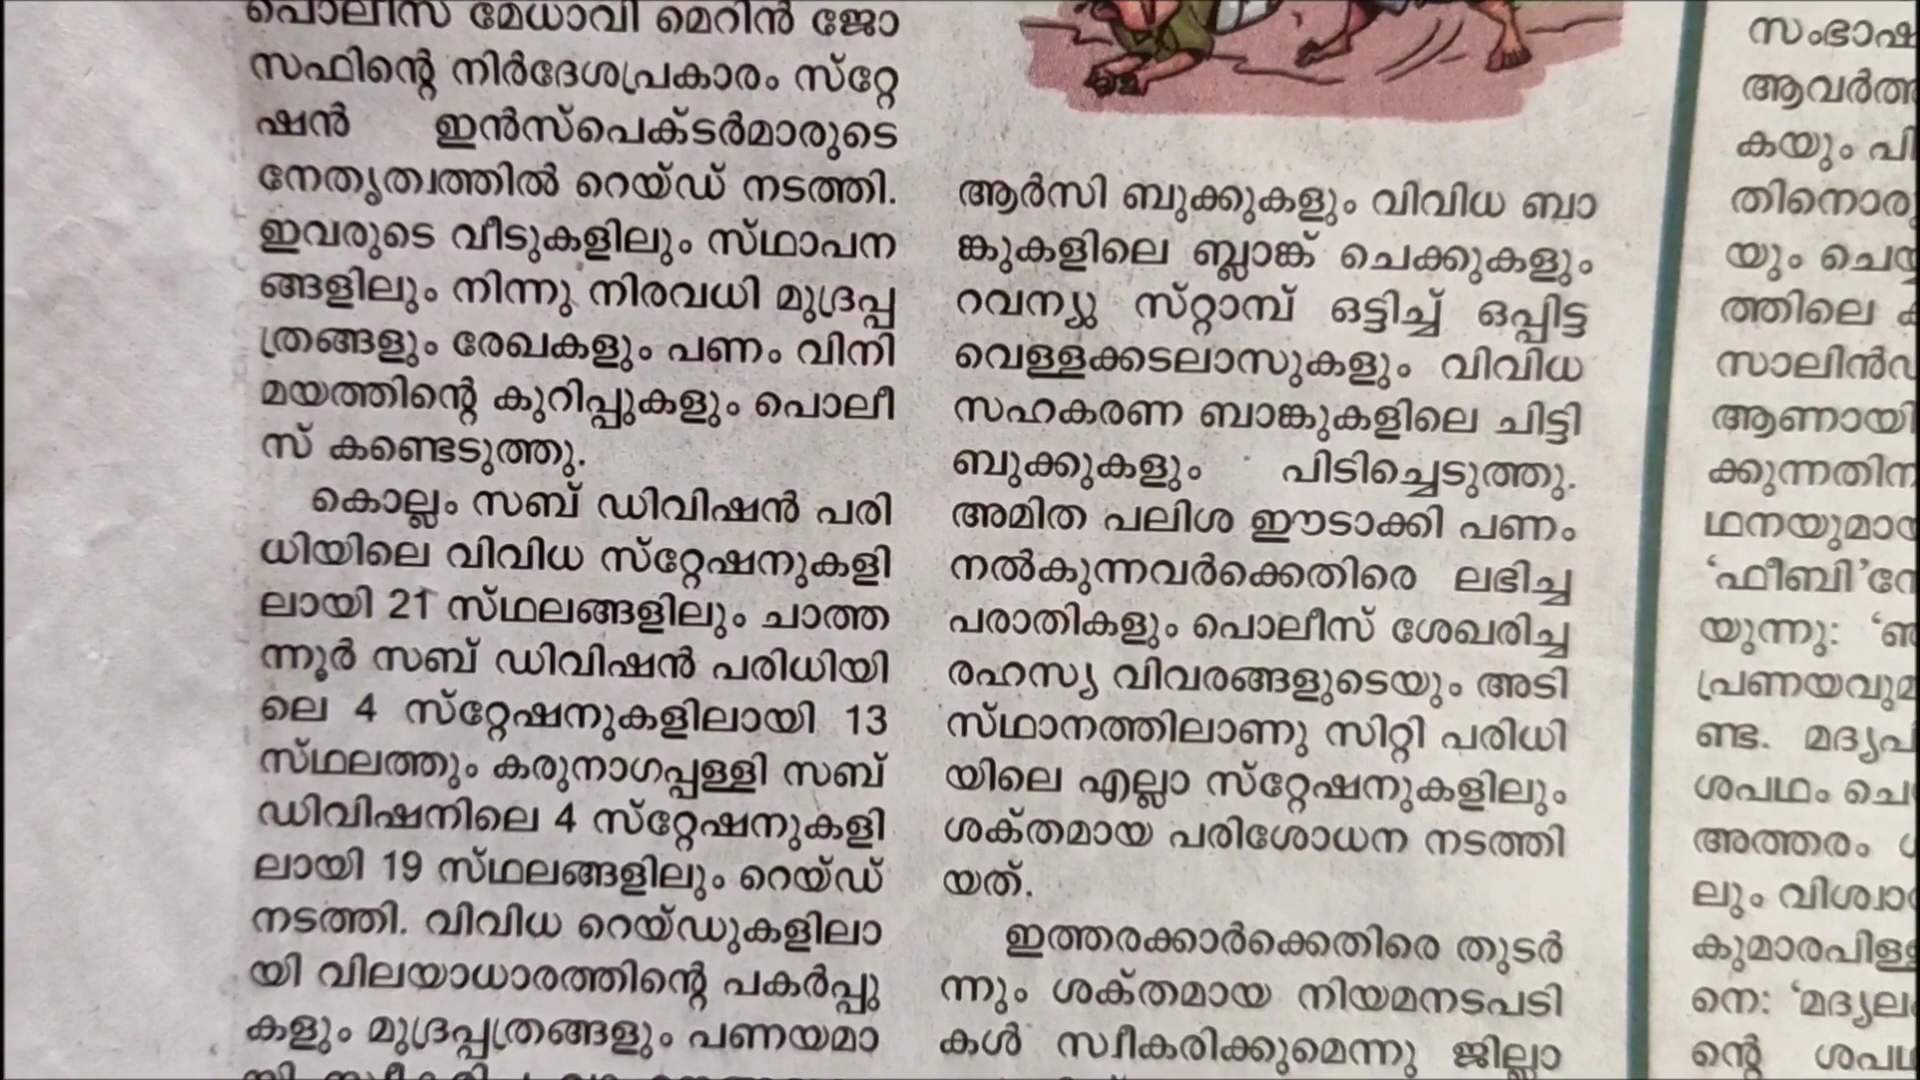 പൊലീസ് മേധാവി മെറിൻ ജോ
സഫിന്റെ നിർദേശപ്രകാരം സ്റ്റേ
ഷൻ ഇൻസ്പെക്ടർമാരുടെ
നേതൃത്വത്തിൽ റെയ്ഡ് നടത്തി.
ഇവരുടെ വീടുകളിലും സ്ഥാപന
ങ്ങളിലും നിന്നു നിരവധി മുദ്രപ്പ
ത്രങ്ങളും രേഖകളും പണം വിനി
മയത്തിന്റെ കുറിപ്പുകളും പൊലീ
സ് കണ്ടെടുത്തു.
കൊല്ലം സബ് ഡിവിഷൻ പരി
ധിയിലെ വിവിധ സ്റ്റേഷനുകളി
ലായി 21 സ്ഥലങ്ങളിലും ചാത്ത
ന്നൂർ സബ് ഡിവിഷൻ പരിധിയി
ലെ 4 സ്റ്റേഷനുകളിലായി 13
സ്ഥലത്തും കരുനാഗപ്പള്ളി സബ്
ഡിവിഷനിലെ 4 സ്റ്റേഷനുകളി
ലായി 19 സ്ഥലങ്ങളിലും റെയ്ഡ്
നടത്തി. വിവിധ റെയ്ഡുകളിലാ
യി വിലയാധാരത്തിന്റെ പകർപ്പു
കളും മുദ്രപ്പത്രങ്ങളും പണയമാ
ആർസി ബുക്കുകളും വിവിധ ബാ
ങ്കുകളിലെ ബ്ലാങ്ക് ചെക്കുകളും
റവന്യു സ്റ്റാമ്പ് ഒട്ടിച്ച് ഒപ്പിട്ട
വെള്ളക്കടലാസുകളും വിവിധ
സഹകരണ ബാങ്കുകളിലെ ചിട്ടി
ബുക്കുകളും പിടിച്ചെടുത്തു.
അമിത പലിശ ഈടാക്കി പണം
നൽകുന്നവർക്കെതിരെ ലഭിച്ച
പരാതികളും പൊലീസ് ശേഖരിച്ച
രഹസ്യ വിവരങ്ങളുടെയും അടി
സ്ഥാനത്തിലാണു സിറ്റി പരിധി
യിലെ എല്ലാ സ്റ്റേഷനുകളിലും
ശക്തമായ പരിശോധന നടത്തി
യത്.
ഇത്തരക്കാർക്കെതിരെ തുടർ
ന്നും ശക്തമായ നിയമനടപടി
കൾ സ്വീകരിക്കുമെന്നു ജില്ലാ
കയും
തിനൊരു
യും
ത്തിലെ
ആണായി
യുന്നു:
ണ്ട.
ശപഥം
അത്തരം
ലും
നെ:
ന്റെ